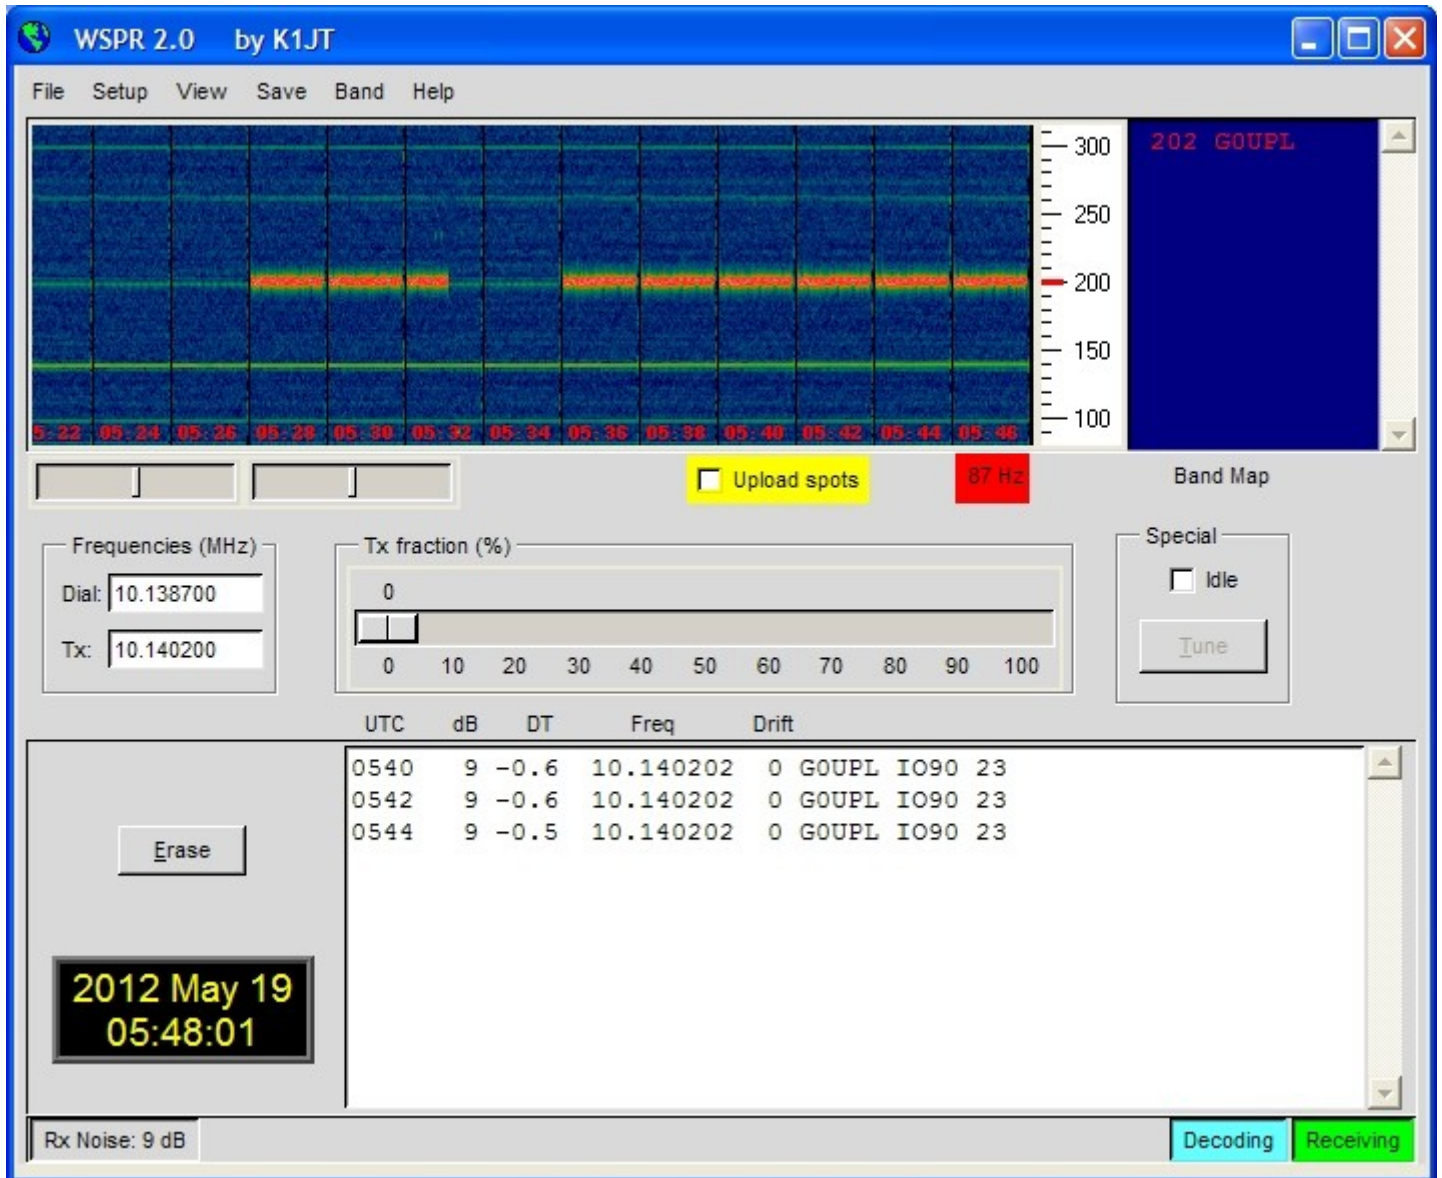 WSPR 2.0 by K1JT
File Setup View Save Band Help
300
250
200
150
100
202 G0UPL
5:22 05:24 05:26 05:28 05:30 05:32 05:34 05:36 05:38 05:40 05:42 05:44 05:46
Upload spots
87 Hz
Band Map
Frequencies (MHz)
Dial: 10.138700
Tx: 10.140200
Tx fraction (%)
0
0 10 20 30 40 50 60 70 80 90 100
Special
Idle
Tune
UTC dB DT Freq Drift
0540 9 -0.6 10.140202 0 G0UPL IO90 23
0542 9 -0.6 10.140202 0 G0UPL IO90 23
0544 9 -0.5 10.140202 0 G0UPL IO90 23
Erase
2012 May 19
05:48:01
Rx Noise: 9 dB
Decoding
Receiving